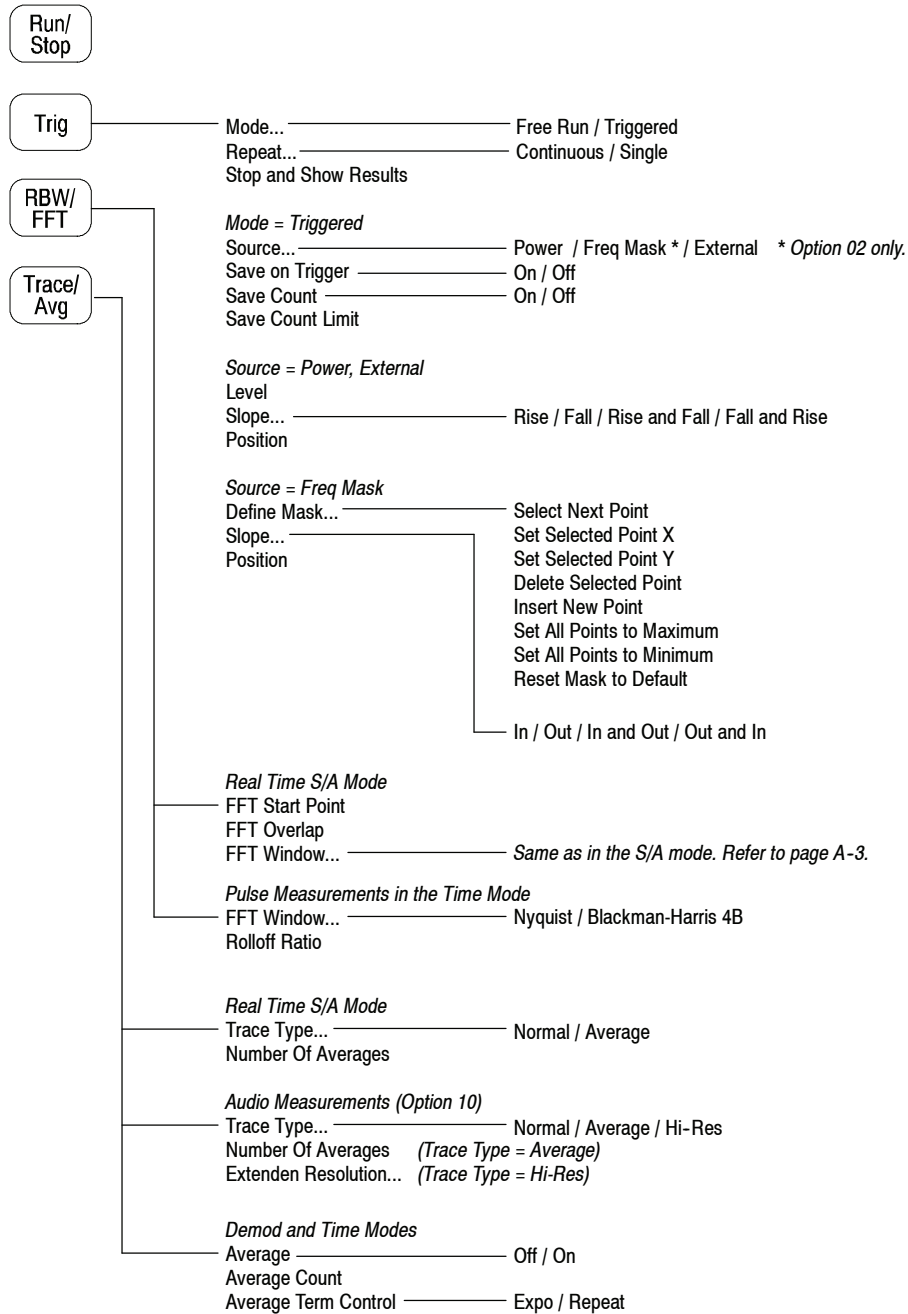 Run/
Stop
Trig
Mode... Free Run / Triggered
Repeat... Continuous / Single
Stop and Show Results
RBW/
FFT
Mode = Triggered
Source... Power / Freq Mask * / External * Option 02 only.
Save on Trigger On / Off
Save Count On / Off
Save Count Limit
Trace/
Avg
Source = Power, External
Level
Slope... Rise / Fall / Rise and Fall / Fall and Rise
Position
Source = Freq Mask
Define Mask... Select Next Point
Slope... Set Selected Point X
Position Set Selected Point Y
Delete Selected Point
Insert New Point
Set All Points to Maximum
Set All Points to Minimum
Reset Mask to Default
In / Out / In and Out / Out and In
Real Time S/A Mode
FFT Start Point
FFT Overlap
FFT Window... Same as in the S/A mode. Refer to page A-3.
Pulse Measurements in the Time Mode
FFT Window... Nyquist / Blackman-Harris 4B
Rolloff Ratio
Real Time S/A Mode
Trace Type... Normal / Average
Number Of Averages
Audio Measurements (Option 10)
Trace Type... Normal / Average / Hi-Res
Number Of Averages (Trace Type = Average)
Extenden Resolution... (Trace Type = Hi-Res)
Demod and Time Modes
Average Off / On
Average Count
Average Term Control Expo / Repeat